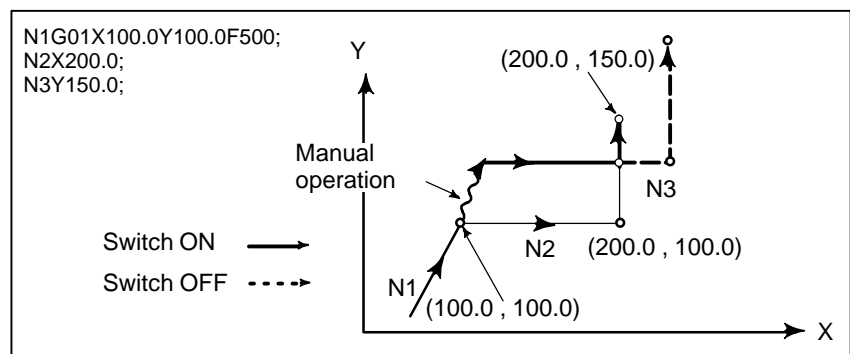 N1G01X100.0Y100.0F500;
N2X200.0;
N3Y150.0;
Y
(200.0 , 150.0)
Manual
operation
N3
Switch ON
N2
(200.0 , 100.0)
Switch OFF
N1
(100.0 , 100.0)
X